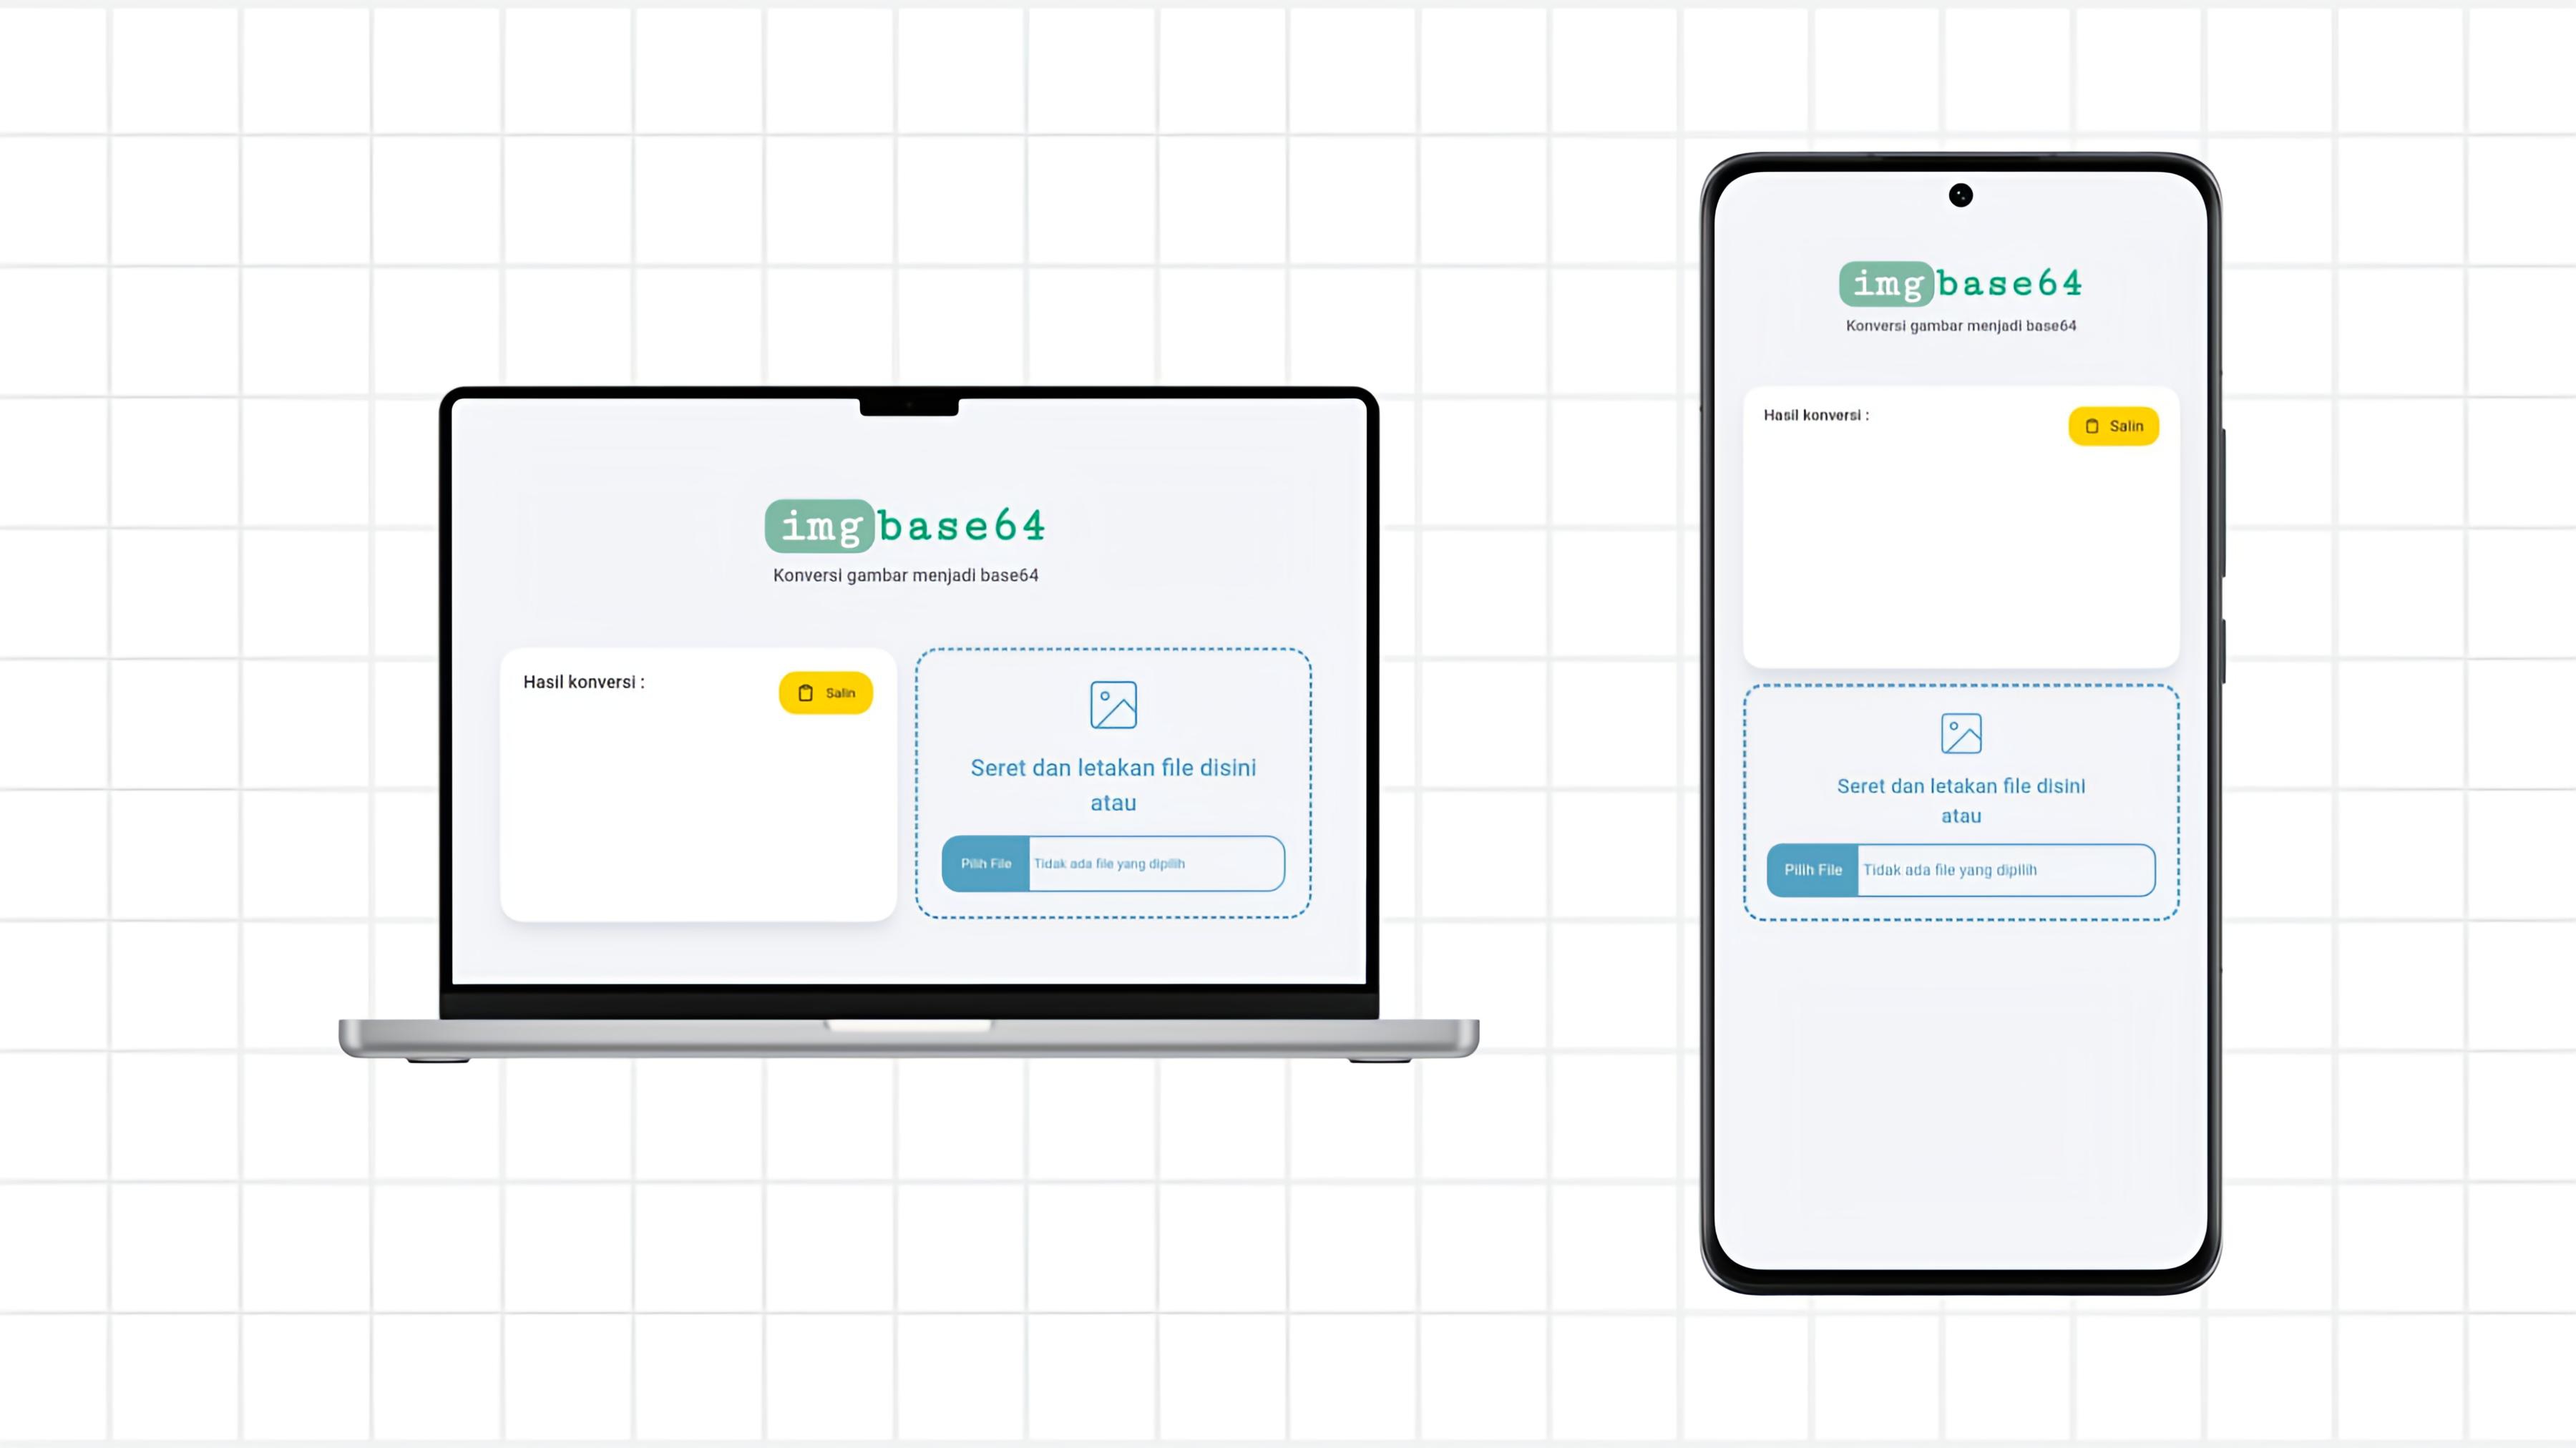 imgbase64
Konversi gambar menjadi base64
Hasil konversi :
Salin
Seret dan letakan file disini
atau
Pilih File
Tidak ada file yang dipilih
imgbase64
Konversi gambar menjadi base64
Hasil konversi :
Salin
Seret dan letakan file disini
atau
Pilih File
Tidak ada file yang dipilih